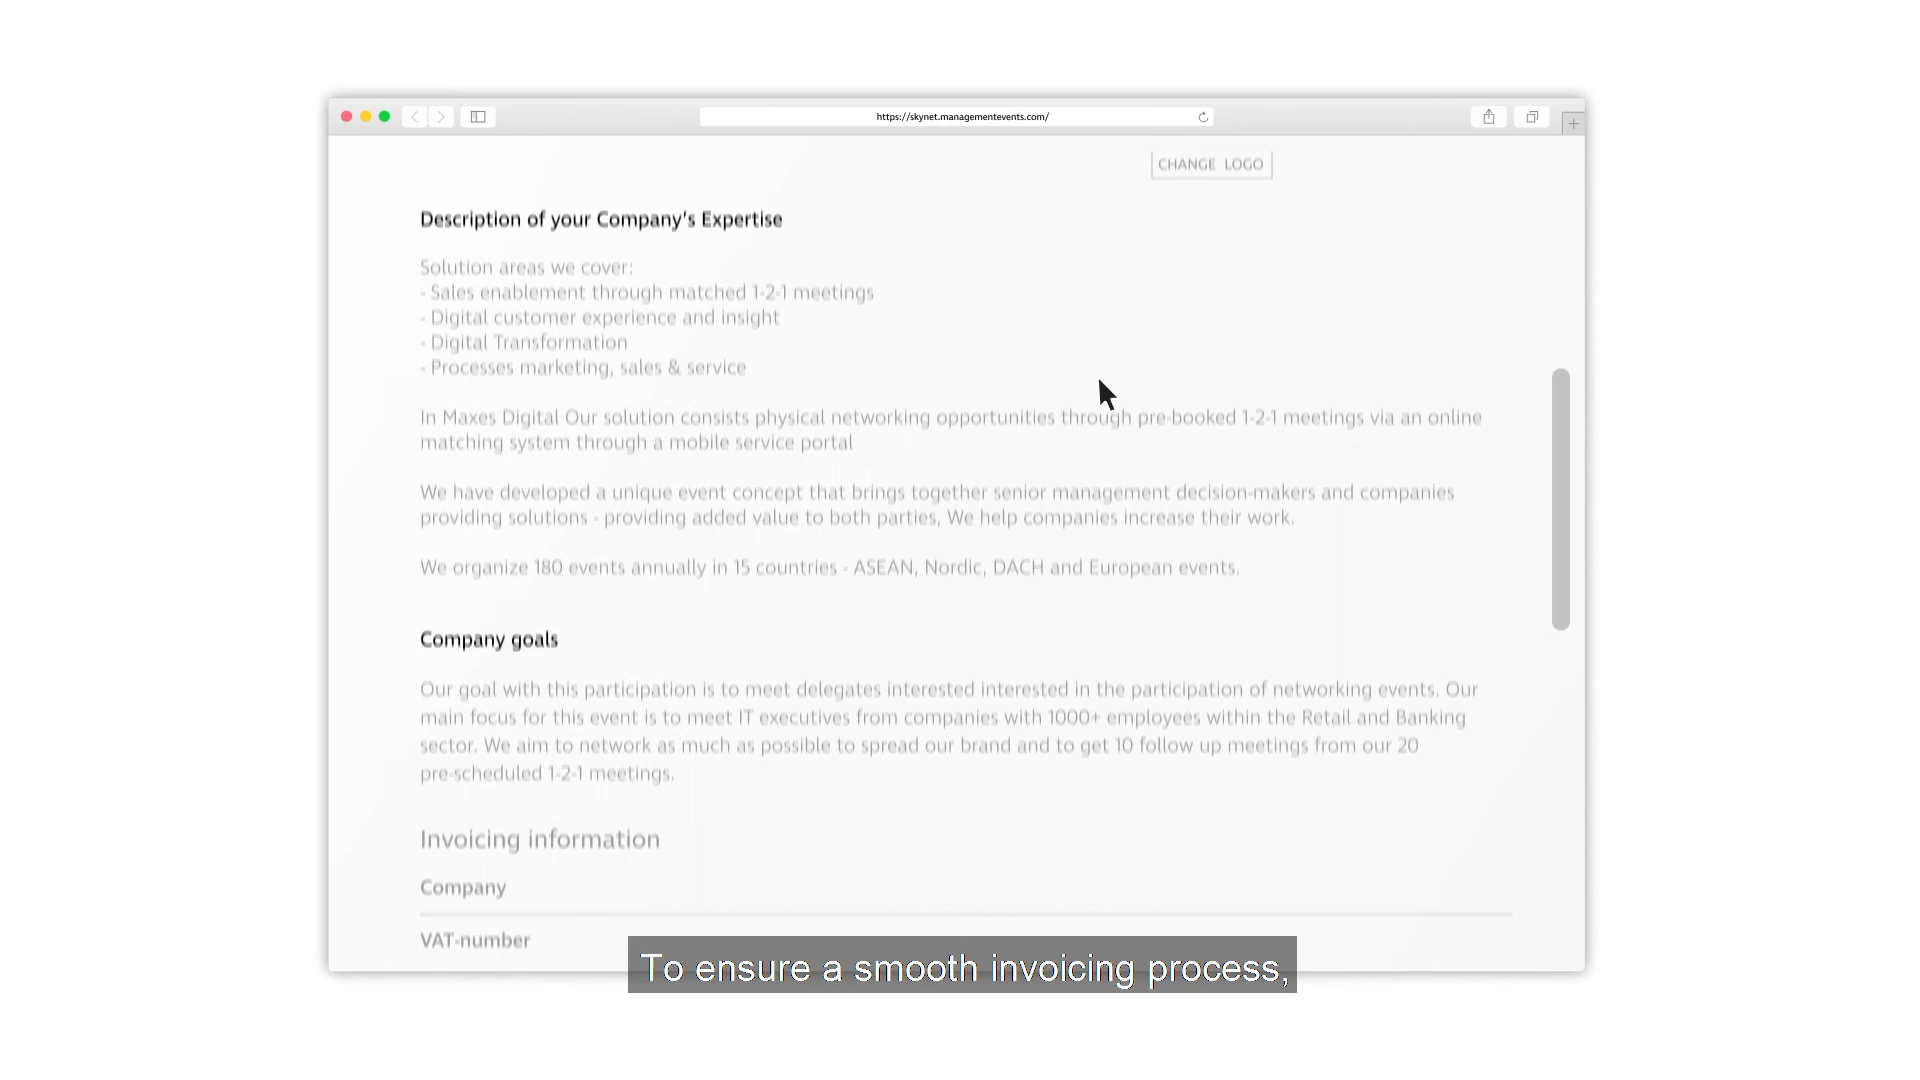 https://skynet.managementevents.com/
CHANGE LOGO
Description of your Company's Expertise
Solution areas we cover:
- Sales enablement through matched 1-2-1 meetings
- Digital customer experience and insight
- Digital Transformation
- Processes marketing, sales & service
In Maxes Digital Our solution consists physical networking opportunities through pre-booked 1-2-1 meetings via an online
matching system through a mobile service portal
We have developed a unique event concept that brings together senior management decision-makers and companies
providing solutions - providing added value to both parties, We help companies increase their work.
We organize 180 events annually in 15 countries - ASEAN, Nordic, DACH and European events.
Company goals
Our goal with this participation is to meet delegates interested interested in the participation of networking events. Our
main focus for this event is to meet IT executives from companies with 1000+ employees within the Retail and Banking
sector. We aim to network as much as possible to spread our brand and to get 10 follow up meetings from our 20
pre-scheduled 1-2-1 meetings.
Invoicing information
Company
VAT-number
To ensure a smooth invoicing process,